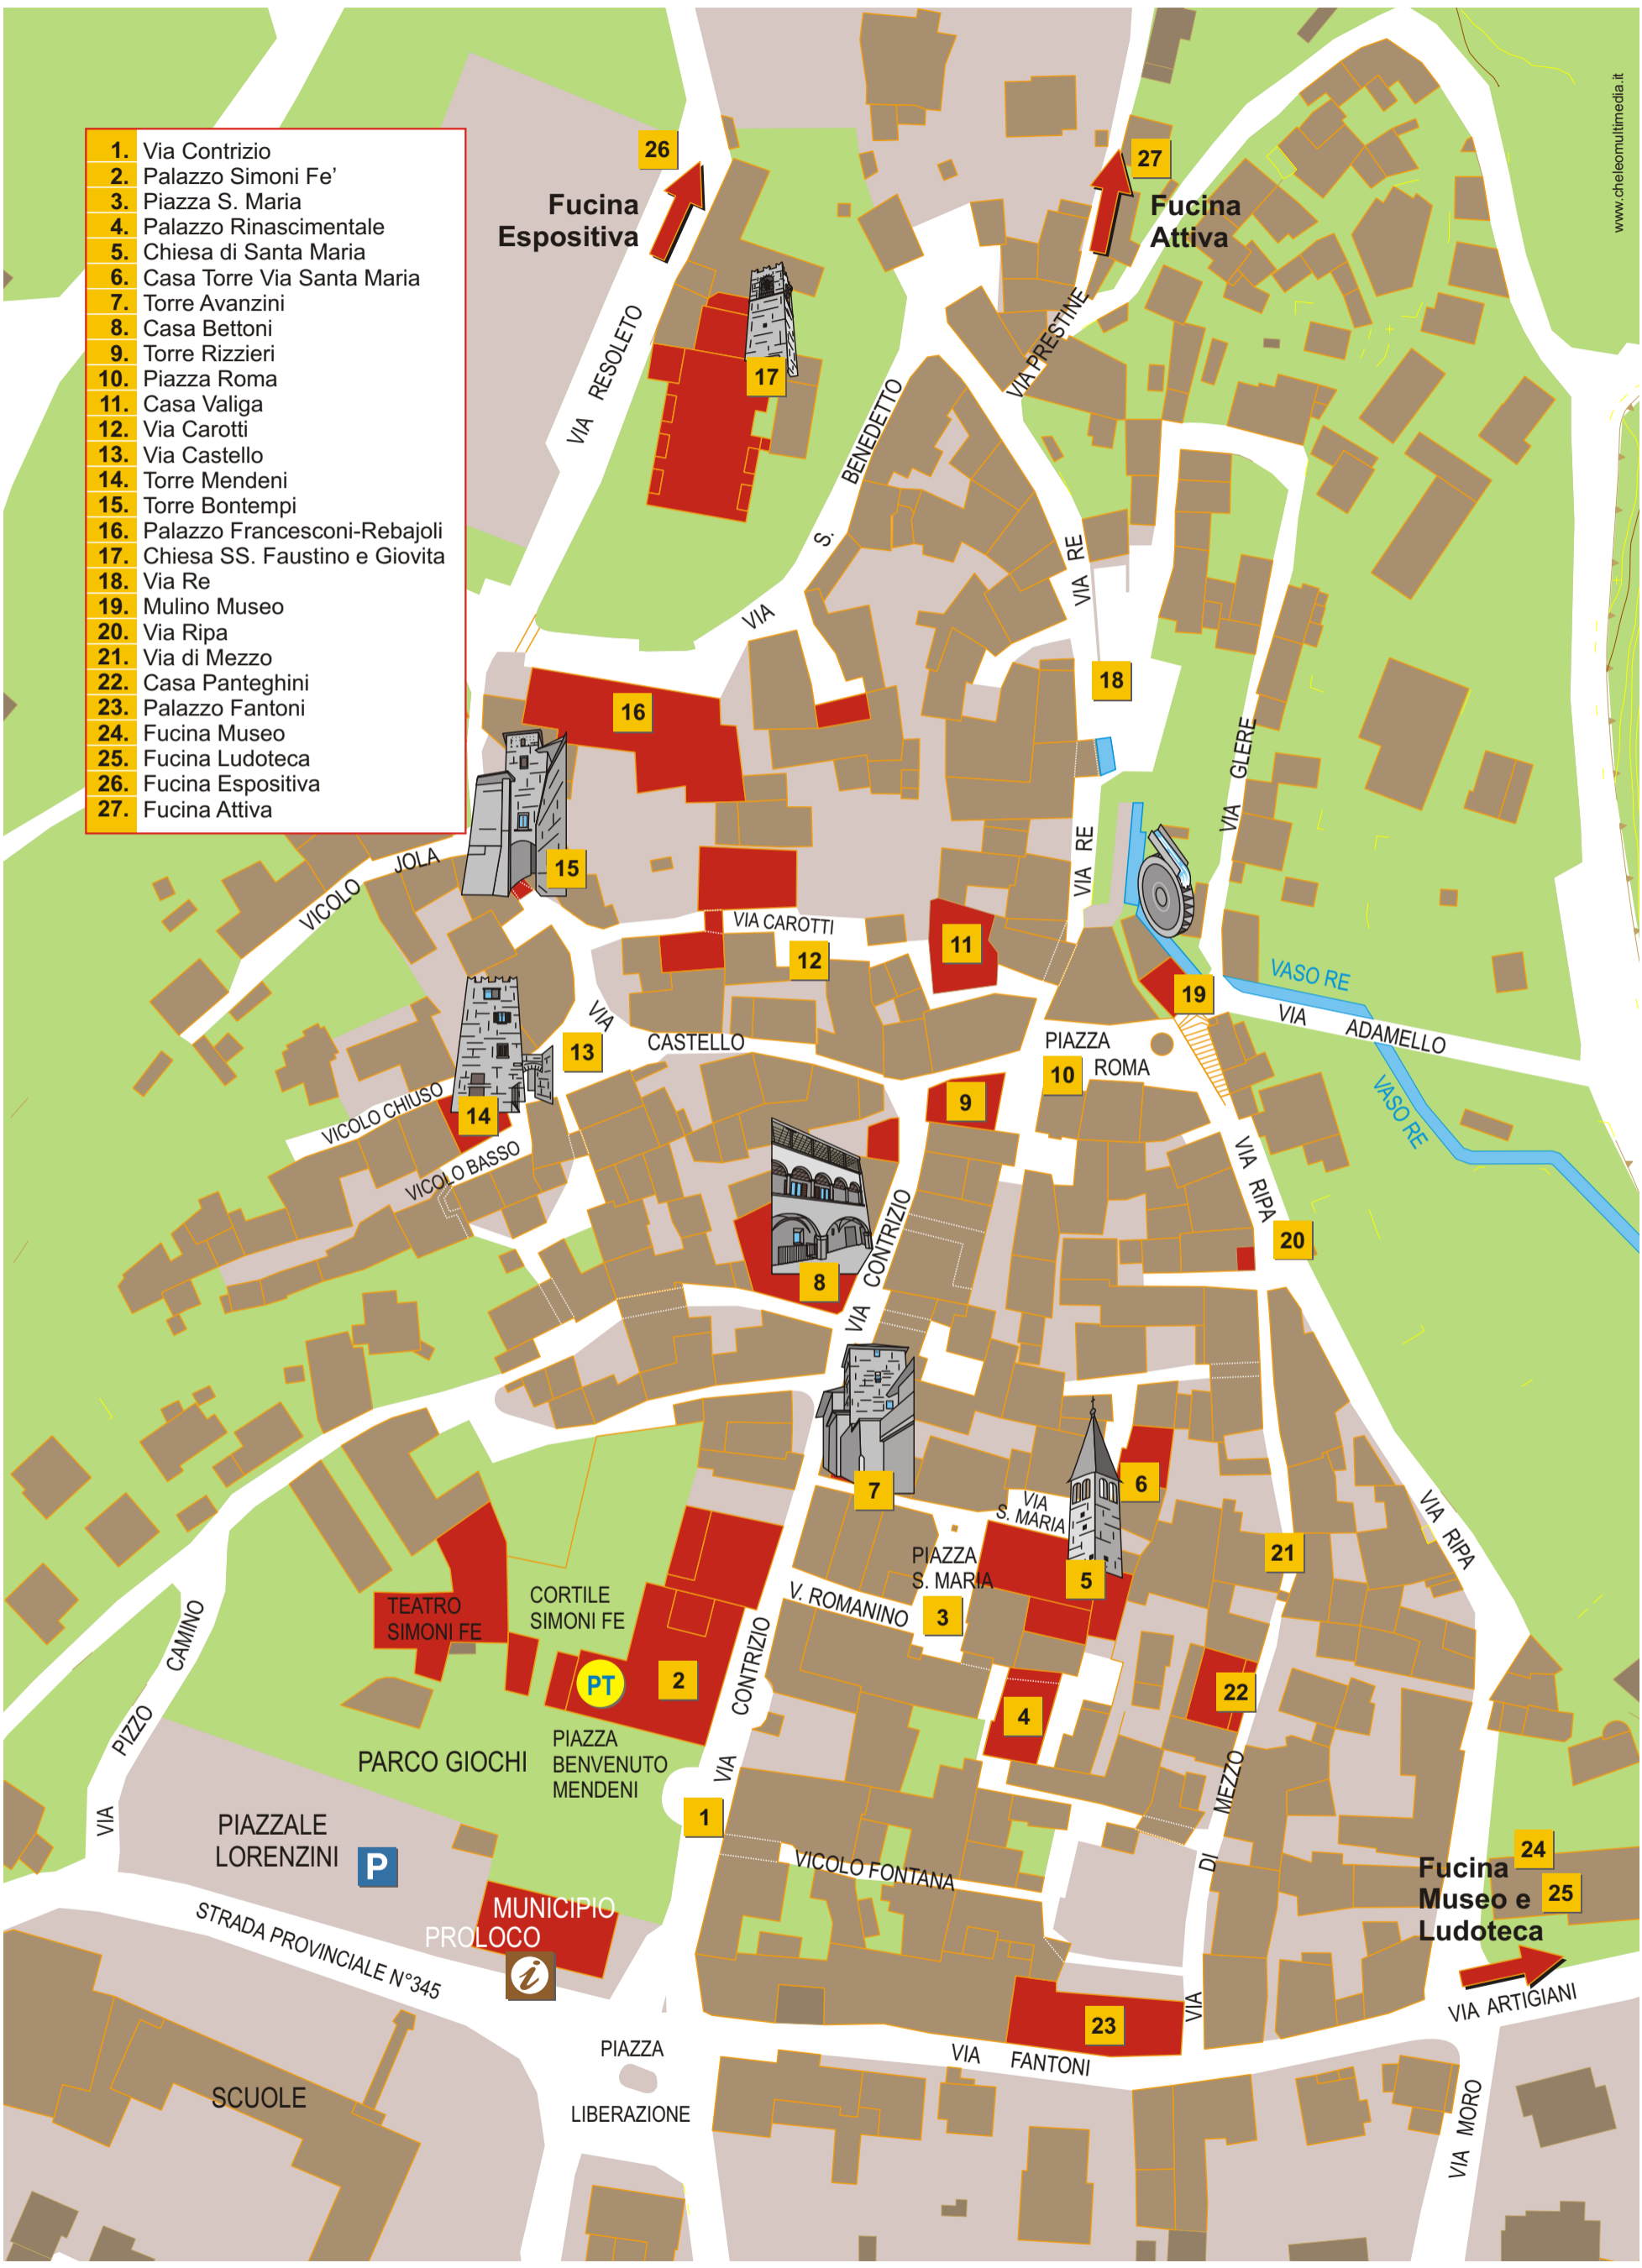 www.cheleomultimedia.it
1. Via Contrizio
2. Palazzo Simoni Fe'
3. Piazza S. Maria
4. Palazzo Rinascimentale
5. Chiesa di Santa Maria
6. Casa Torre Via Santa Maria
7. Torre Avanzini
8. Casa Bettoni
9. Torre Rizzieri
10. Piazza Roma
11. Casa Valiga
12. Via Carotti
13. Via Castello
14. Torre Mendeni
15. Torre Bontempi
16. Palazzo Francesconi-Rebajoli
17. Chiesa SS. Faustino e Giovita
18. Via Re
19. Mulino Museo
20. Via Ripa
21. Via di Mezzo
22. Casa Panteghini
23. Palazzo Fantoni
24. Fucina Museo
25. Fucina Ludoteca
26. Fucina Espositiva
27. Fucina Attiva
26
Fucina
Espositiva
27
Fucina
Attiva
VIA RESOLETO
17
VIA PRESTINE
VIA S. BENEDETTO
VIA RE
18
16
VIA GLERE
VIA RE
VICOLO JOLA
15
VIA CAROTTI
12
11
19
VASO RE
VIA ADAMELLO
VASO RE
VIA CASTELLO
13
PIAZZA
ROMA
10
9
VICOLO CHIUSO
14
VICOLO BASSO
VIA RIPA
20
8
VIA CONTRIZIO
7
6
VIA
S. MARIA
VIA RIPA
21
PIAZZA
S. MARIA
5
3
V. ROMANINO
TEATRO
SIMONI FE
CORTILE
SIMONI FE
PT
2
VIA CONTRIZIO
22
4
VIA PIZZO CAMINO
PARCO GIOCHI
PIAZZA
BENVENUTO
MENDENI
1
VIA DI MEZZO
PIAZZALE
LORENZINI
P
VICOLO FONTANA
24
Fucina
Museo e
25
Ludoteca
MUNICIPIO
PROLOCO
i
STRADA PROVINCIALE N°345
VIA ARTIGIANI
23
VIA FANTONI
PIAZZA
LIBERAZIONE
SCUOLE
VIA MORO